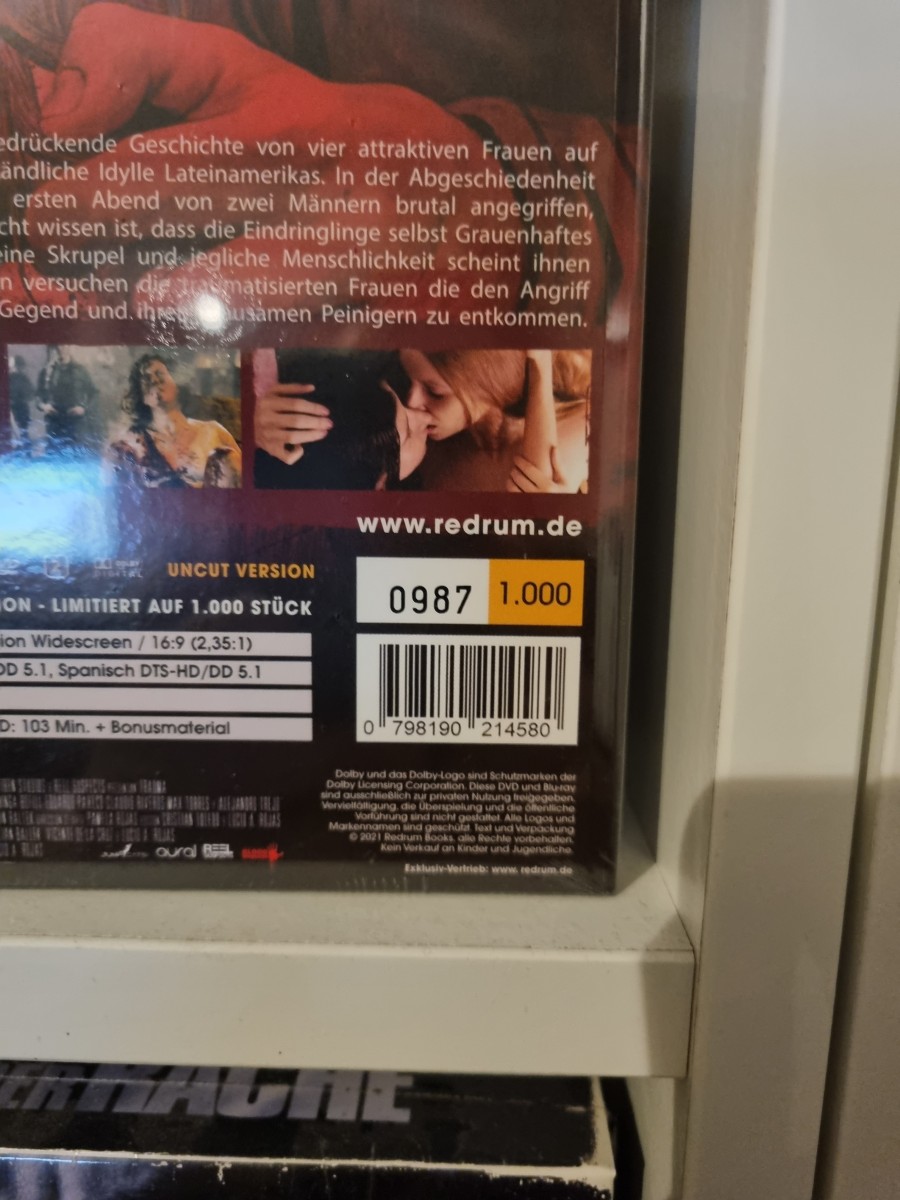 edrückende Geschichte von vier attraktiven Frauen auf
ändliche Idylle Lateinamerikas. In der Abgeschiedenheit
ersten Abend von zwei Männern brutal angegriffen,
cht wissen ist, dass die Eindringlinge selbst Grauenhaftes
eine Skrupel und jegliche Menschlichkeit scheint ihnen
n versuchen die traumatisierten Frauen die den Angriff
Gegend und ihren usamen Peinigern zu entkommen.
www.redrum.de
DIGITAL UNCUT VERSION
ION - LIMITIERT AUF 1.000 STÜCK
0987 1.000
ion Widescreen / 16:9 (2,35:1)
DD 5.1, Spanisch DTS-HD/DD 5.1
D: 103 Min. + Bonusmaterial
0 798190 214580
Dolby und das Dolby-Logo sind Schutzmarken der
Dolby Licensing Corporation. Diese DVD und Blu-ray
sind ausschließlich zur privaten Nutzung freigegeben.
Vervielfältigung, die Überspielung und die öffentliche
Vorführung sind nicht gestattet. Alle Logos und
Markennamen sind geschützt. Text und Verpackung
© 2021 Redrum Books, alle Rechte vorbehalten.
Kein Verkauf an Kinder und Jugendliche.
aural REEL
Exklusiv-Vertrieb: www. redrum.de
ERRACHE